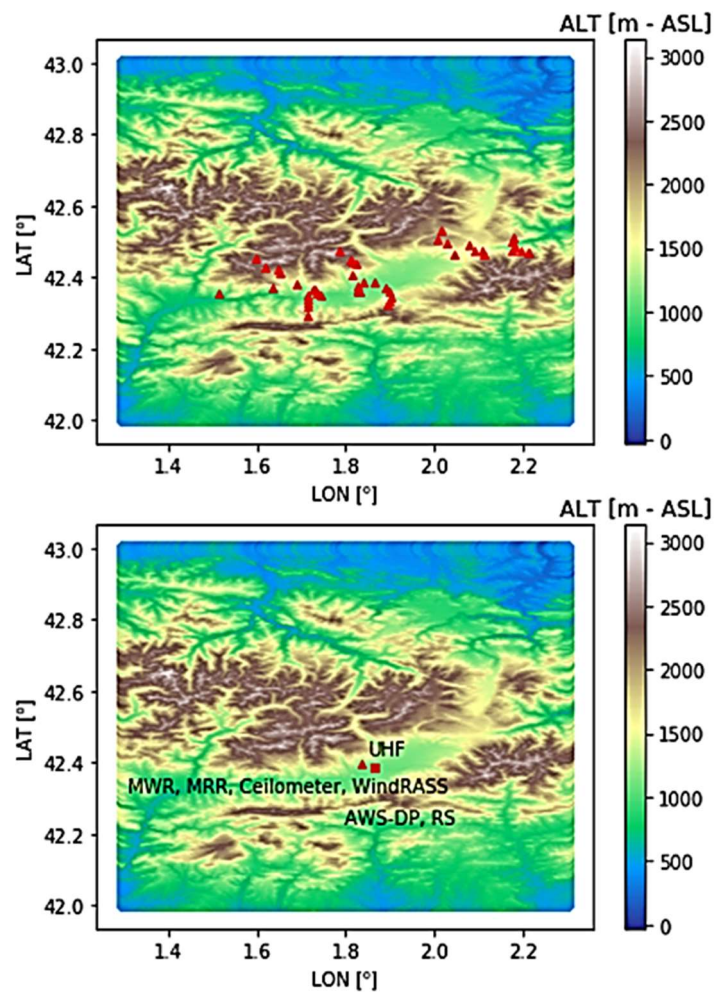 ALT [m - ASL]
43.0
42.8
42.6
42.4
42.2
42.0
LAT [°]
1.4 1.6 1.8 2.0 2.2
LON [°]
3000
2500
2000
1500
1000
500
0
ALT [m - ASL]
43.0
42.8
42.6
42.4
42.2
42.0
LAT [°]
UHF
MWR, MRR, Ceilometer, WindRASS
AWS-DP, RS
1.4 1.6 1.8 2.0 2.2
LON [°]
3000
2500
2000
1500
1000
500
0